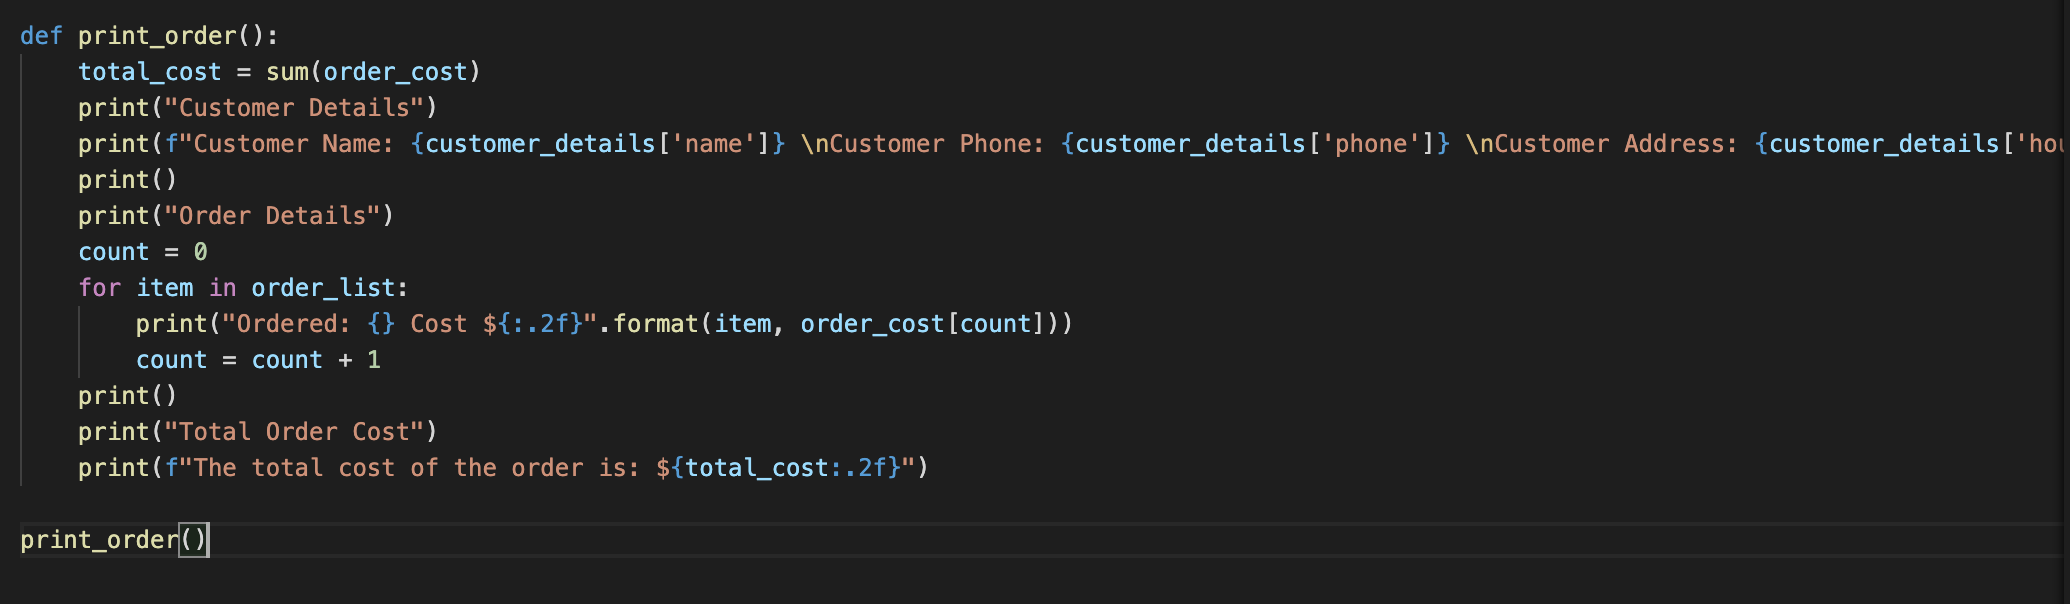 def print_order():
    total_cost = sum(order_cost)
    print("Customer Details")
    print(f"Customer Name: {customer_details['name']} \nCustomer Phone: {customer_details['phone']} \nCustomer Address: {customer_details['hou
    print()
    print("Order Details")
    count = 0
    for item in order_list:
        print("Ordered: {} Cost ${:.2f}".format(item, order_cost[count]))
        count = count + 1
    print()
    print("Total Order Cost")
    print(f"The total cost of the order is: ${total_cost:.2f}")

print_order()